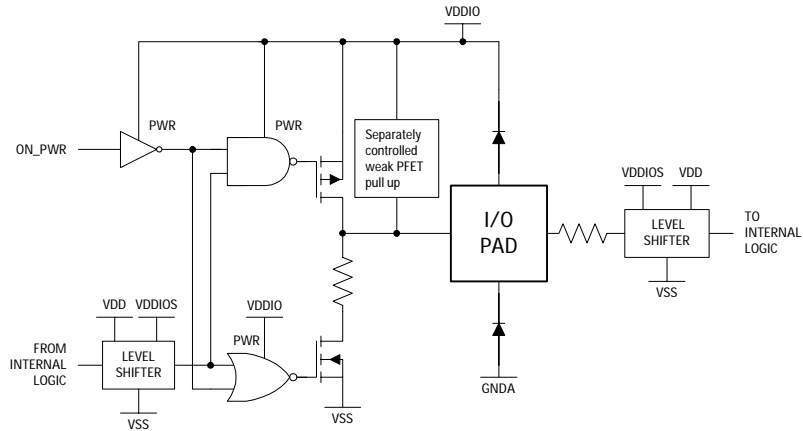 VDDIO
PWR
PWR
ON_PWR
Separately
controlled
weak PFET
pull up
I/O
PAD
VDDIOS
VDD
LEVEL
SHIFTER
TO
INTERNAL
LOGIC
VSS
VDD
VDDIOS
VDDIO
PWR
FROM
INTERNAL
LOGIC
LEVEL
SHIFTER
VSS
VSS
GNDA